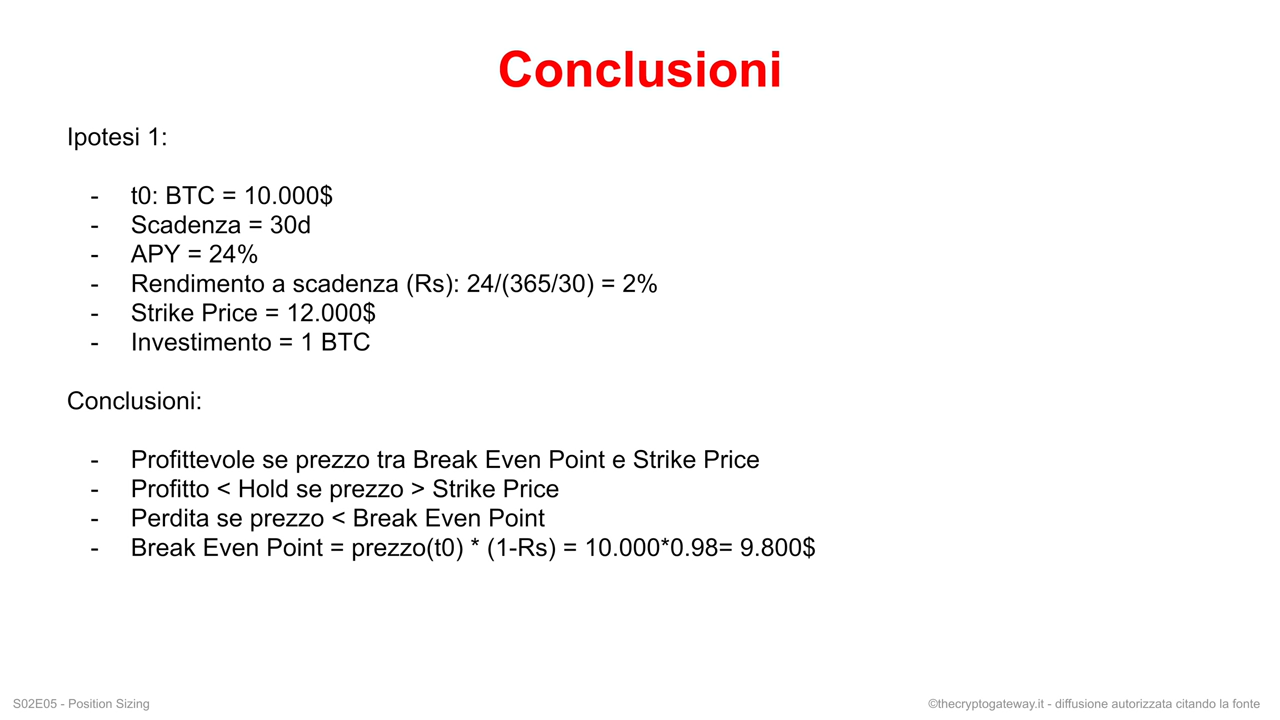 Conclusioni
Ipotesi 1:
- t0: BTC = 10.000$
- Scadenza = 30d
- APY = 24%
- Rendimento a scadenza (Rs): 24/(365/30) = 2%
- Strike Price = 12.000$
- Investimento = 1 BTC
Conclusioni:
- Profittevole se prezzo tra Break Even Point e Strike Price
- Profitto < Hold se prezzo > Strike Price
- Perdita se prezzo < Break Even Point
- Break Even Point = prezzo(t0) * (1-Rs) = 10.000*0.98= 9.800$
S02E05 - Position Sizing
©thecryptogateway.it - diffusione autorizzata citando la fonte